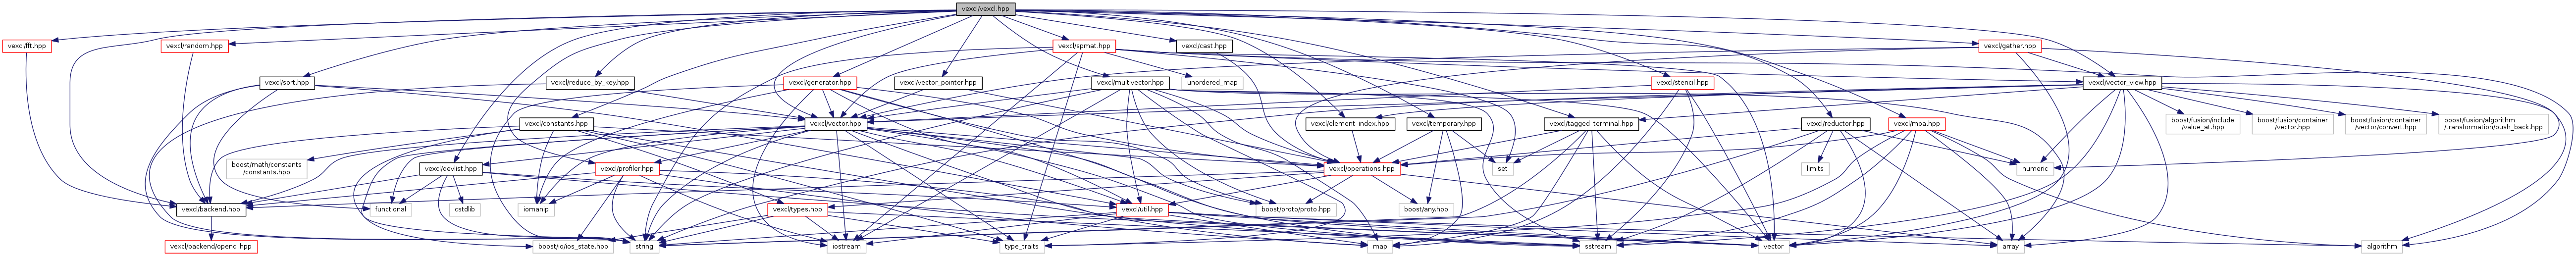 vexcl/vexcl.hpp
vexcl/fft.hpp
vexcl/random.hpp
vexcl/spmat.hpp
vexcl/cast.hpp
vexcl/gather.hpp
vexcl/sort.hpp
vexcl/reduce_by_key.hpp
vexcl/generator.hpp
vexcl/vector_pointer.hpp
vexcl/multivector.hpp
unordered_map
vexcl/stencil.hpp
vexcl/vector_view.hpp
vexcl/constants.hpp
vexcl/vector.hpp
vexcl/element_index.hpp
vexcl/temporary.hpp
vexcl/tagged_terminal.hpp
vexcl/reductor.hpp
vexcl/mba.hpp
boost/fusion/include
/value_at.hpp
boost/fusion/container
/vector.hpp
boost/fusion/container
/vector/convert.hpp
boost/fusion/algorithm
/transformation/push_back.hpp
boost/math/constants
/constants.hpp
vexcl/devlist.hpp
vexcl/profiler.hpp
vexcl/operations.hpp
set
limits
numeric
vexcl/backend.hpp
functional
cstdlib
iomanip
vexcl/types.hpp
vexcl/util.hpp
boost/proto/proto.hpp
boost/any.hpp
vexcl/backend/opencl.hpp
boost/io/ios_state.hpp
string
iostream
type_traits
map
sstream
vector
array
algorithm